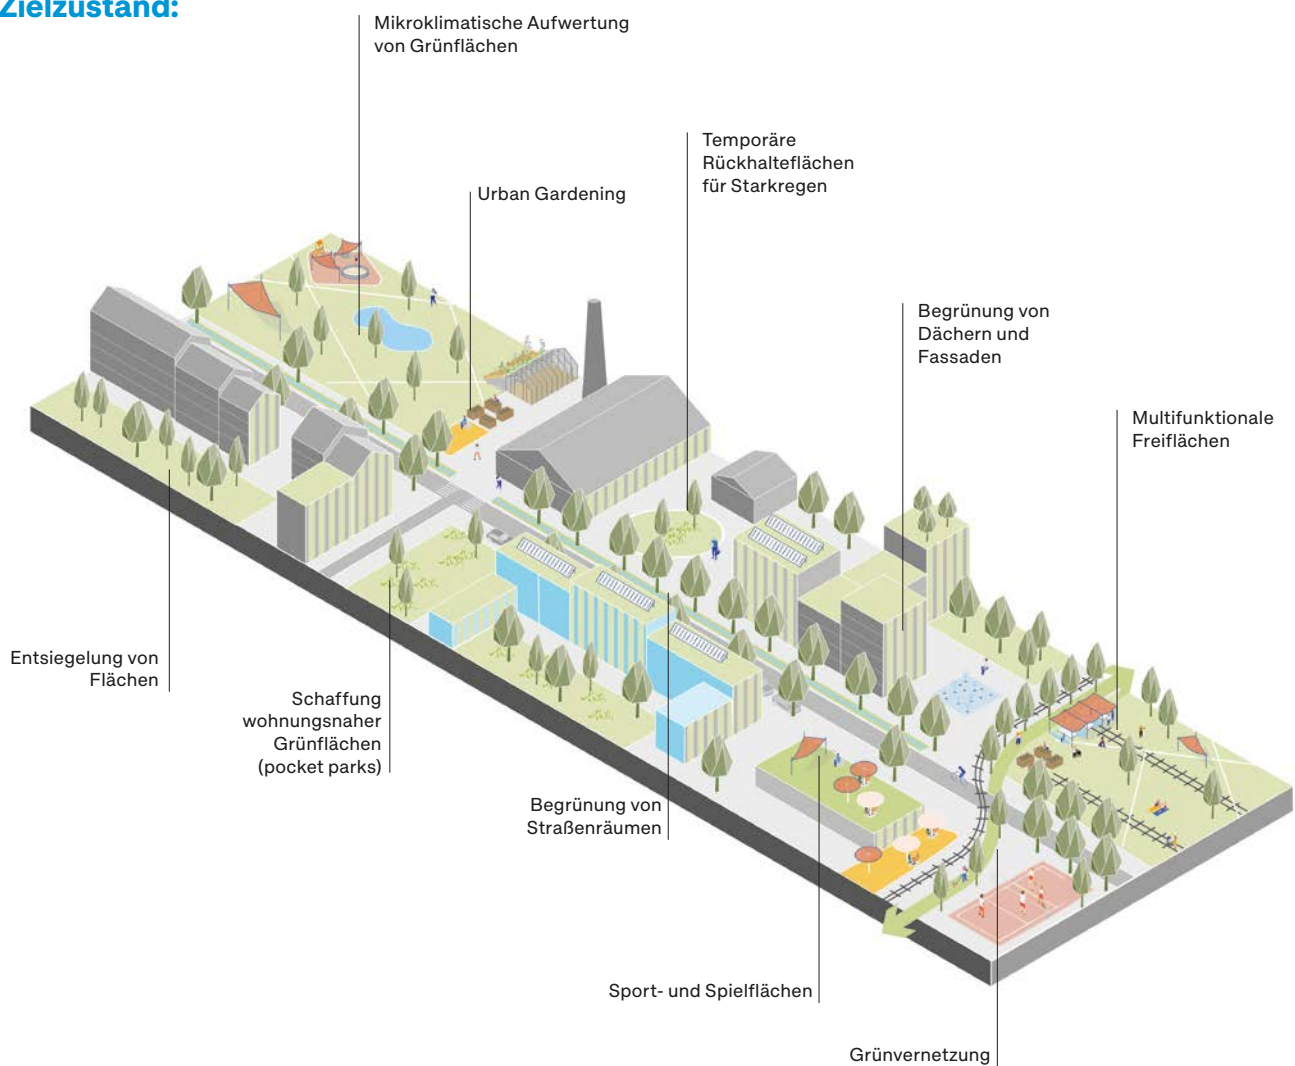 Zielzustand:
Mikroklimatische Aufwertung
von Grünflächen
Temporäre
Rückhalteflächen
für Starkregen
Urban Gardening
Begrünung von
Dächern und
Fassaden
Multifunktionale
Freiflächen
Entsiegelung von
Flächen
Schaffung
wohnungsnaher
Grünflächen
(pocket parks)
Begrünung von
Straßenräumen
Sport- und Spielflächen
Grünvernetzung